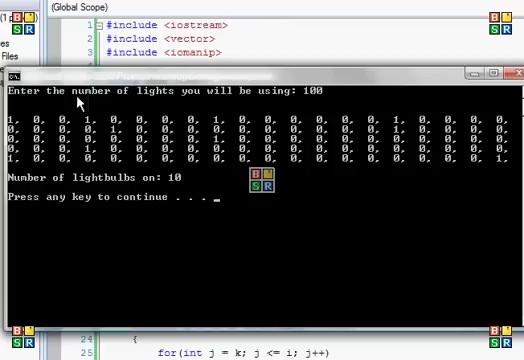 (Global Scope)
1 #include <iostream>
2 #include <vector>
3 #include <iomanip>
Files
Enter the number of lights you will be using: 100
1, 0, 0, 1, 0, 0, 0, 0, 1, 0, 0, 0, 0, 0, 0, 1, 0, 0, 0, 0,
0, 0, 0, 0, 1, 0, 0, 0, 0, 0, 0, 0, 0, 0, 0, 1, 0, 0, 0, 0,
0, 0, 0, 0, 0, 0, 0, 0, 1, 0, 0, 0, 0, 0, 0, 0, 0, 0, 0, 0,
0, 0, 0, 1, 0, 0, 0, 0, 0, 0, 0, 0, 0, 0, 0, 0, 0, 0, 0, 0,
1, 0, 0, 0, 0, 0, 0, 0, 0, 0, 0, 0, 0, 0, 0, 0, 0, 0, 0, 1,
Number of lightbulbs on: 10
Press any key to continue . . . _
24 {
25 for(int j = k; j <= i; j++)